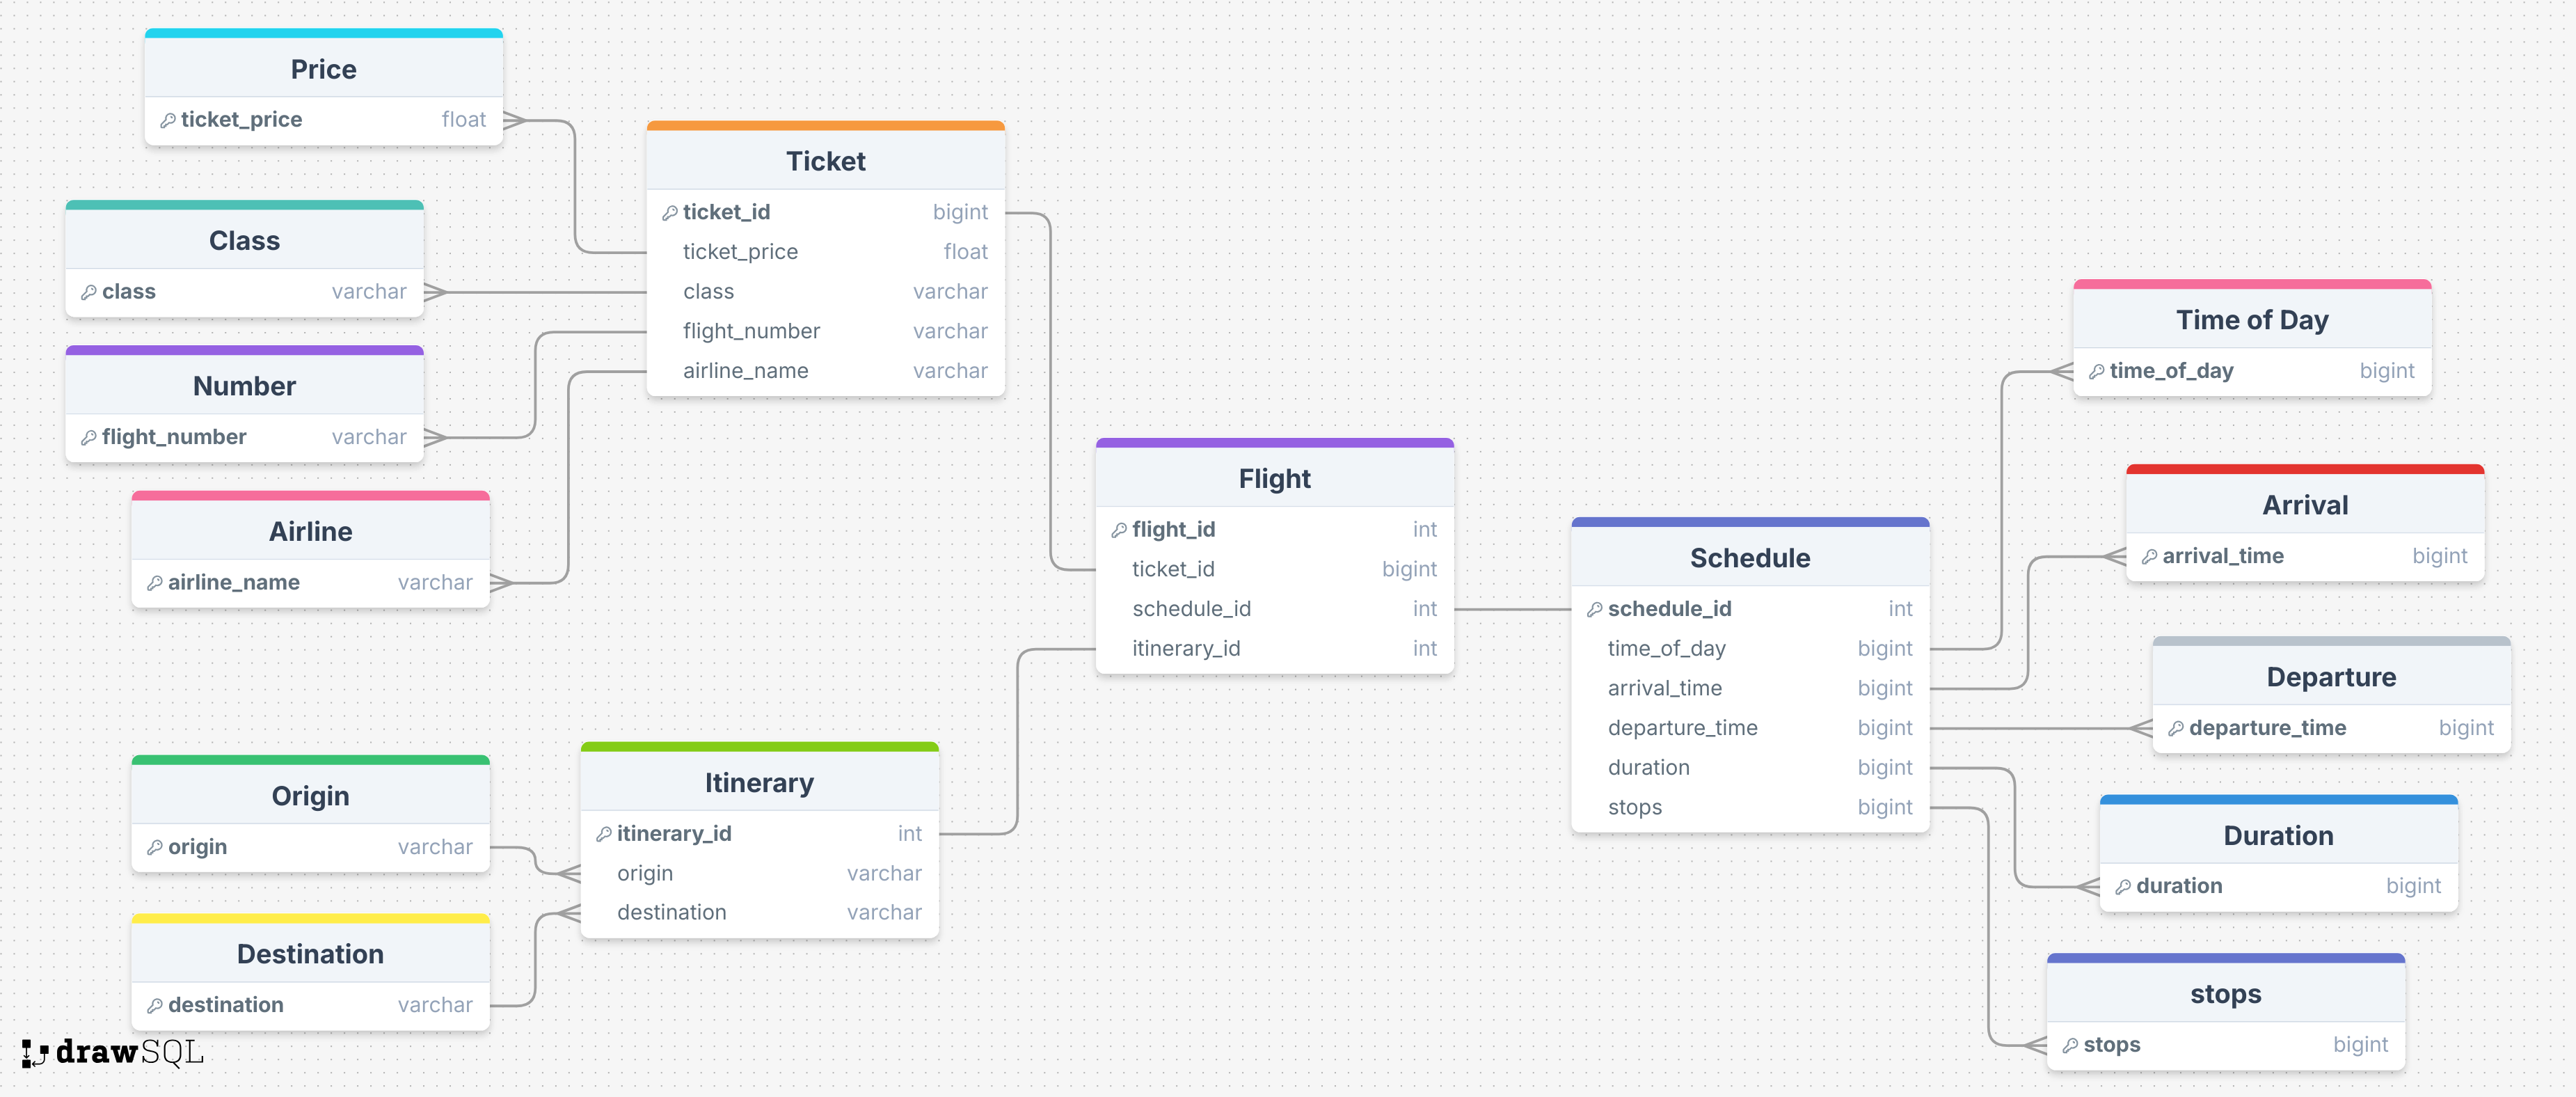 Price
ticket_price float
Class
class varchar
Number
flight_number varchar
Airline
airline_name varchar
Ticket
ticket_id bigint
ticket_price float
class varchar
flight_number varchar
airline_name varchar
Flight
flight_id int
ticket_id bigint
schedule_id int
itinerary_id int
Origin
origin varchar
Destination
destination varchar
Itinerary
itinerary_id int
origin varchar
destination varchar
Schedule
schedule_id int
time_of_day bigint
arrival_time bigint
departure_time bigint
duration bigint
stops bigint
Time of Day
time_of_day bigint
Arrival
arrival_time bigint
Departure
departure_time bigint
Duration
duration bigint
stops
stops bigint
drawSQL